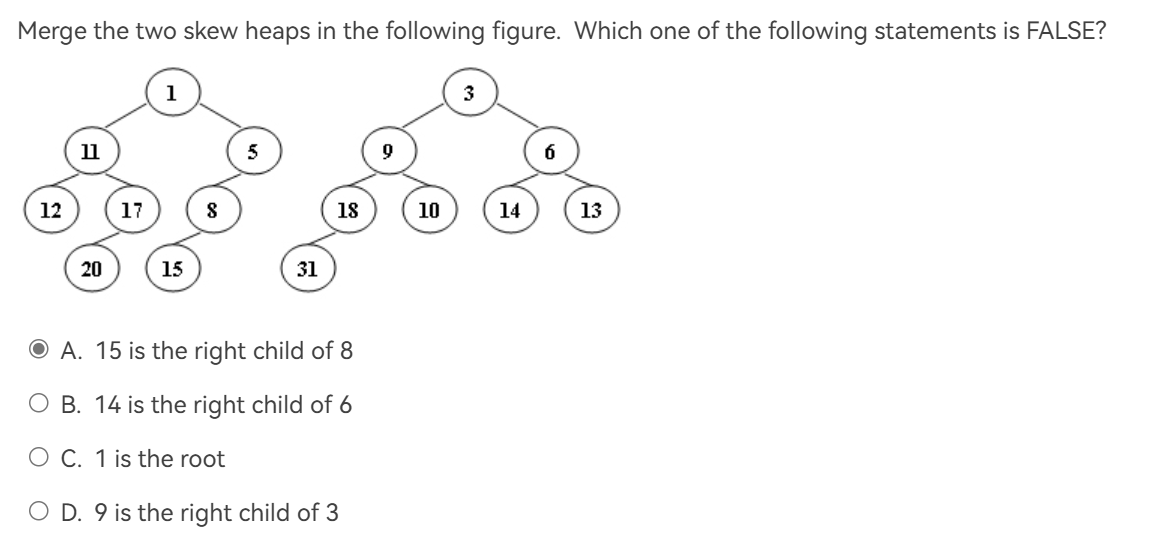 Merge the two skew heaps in the following figure.  Which one of the following statements is FALSE?
1 3
11 5 9 6
12 17 8 18 10 14 13
20 15 31
A. 15 is the right child of 8
B. 14 is the right child of 6
C. 1 is the root
D. 9 is the right child of 3